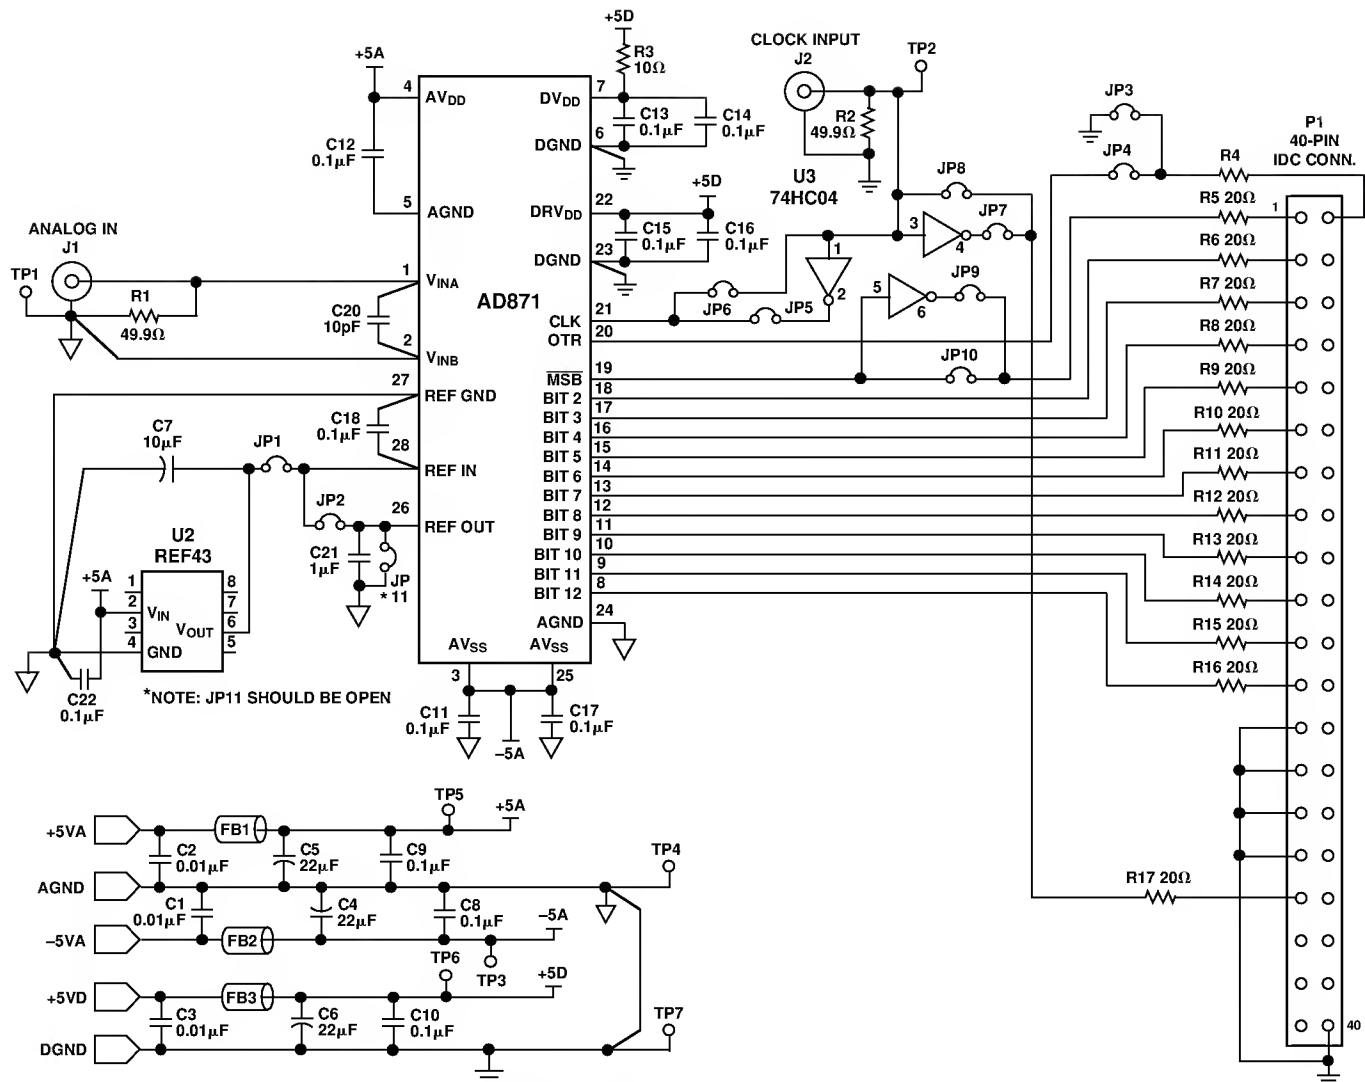 +5A
4
AVDD
C12
0.1µF
5
AGND
ANALOG IN
J1
TP1
R1
49.9Ω
1
VINA
C20
10pF
2
VINB
27
REF GND
C18
0.1µF
28
REF IN
C7
10µF
JP1
JP2
26
REF OUT
C21
1µF
JP
* 11
U2
REF43
+5A
1
2
3
4
VIN
VOUT
GND
8
7
6
5
C22
0.1µF
*NOTE: JP11 SHOULD BE OPEN
AD871
+5D
R3
10Ω
7
DVDD
C13
0.1µF
C14
0.1µF
6
DGND
+5D
22
DRVDD
C15
0.1µF
C16
0.1µF
23
DGND
21
CLK
20
OTR
19
MSB
18
BIT 2
17
BIT 3
16
BIT 4
15
BIT 5
14
BIT 6
13
BIT 7
12
BIT 8
11
BIT 9
10
BIT 10
9
BIT 11
8
BIT 12
24
AGND
AVSS
AVSS
3
25
C11
0.1µF
C17
0.1µF
–5A
CLOCK INPUT
J2
TP2
R2
49.9Ω
U3
74HC04
JP8
3
4
JP7
1
2
JP6
JP5
5
6
JP9
JP10
JP3
JP4
P1
40-PIN
IDC CONN.
R4
1
R5 20Ω
R6 20Ω
R7 20Ω
R8 20Ω
R9 20Ω
R10 20Ω
R11 20Ω
R12 20Ω
R13 20Ω
R14 20Ω
R15 20Ω
R16 20Ω
R17 20Ω
40
+5VA
FB1
TP5
+5A
C2
0.01µF
C5
22µF
C9
0.1µF
TP4
AGND
C1
0.01µF
C4
22µF
C8
0.1µF
–5A
–5VA
FB2
TP3
TP6
+5D
+5VD
FB3
C3
0.01µF
C6
22µF
C10
0.1µF
TP7
DGND